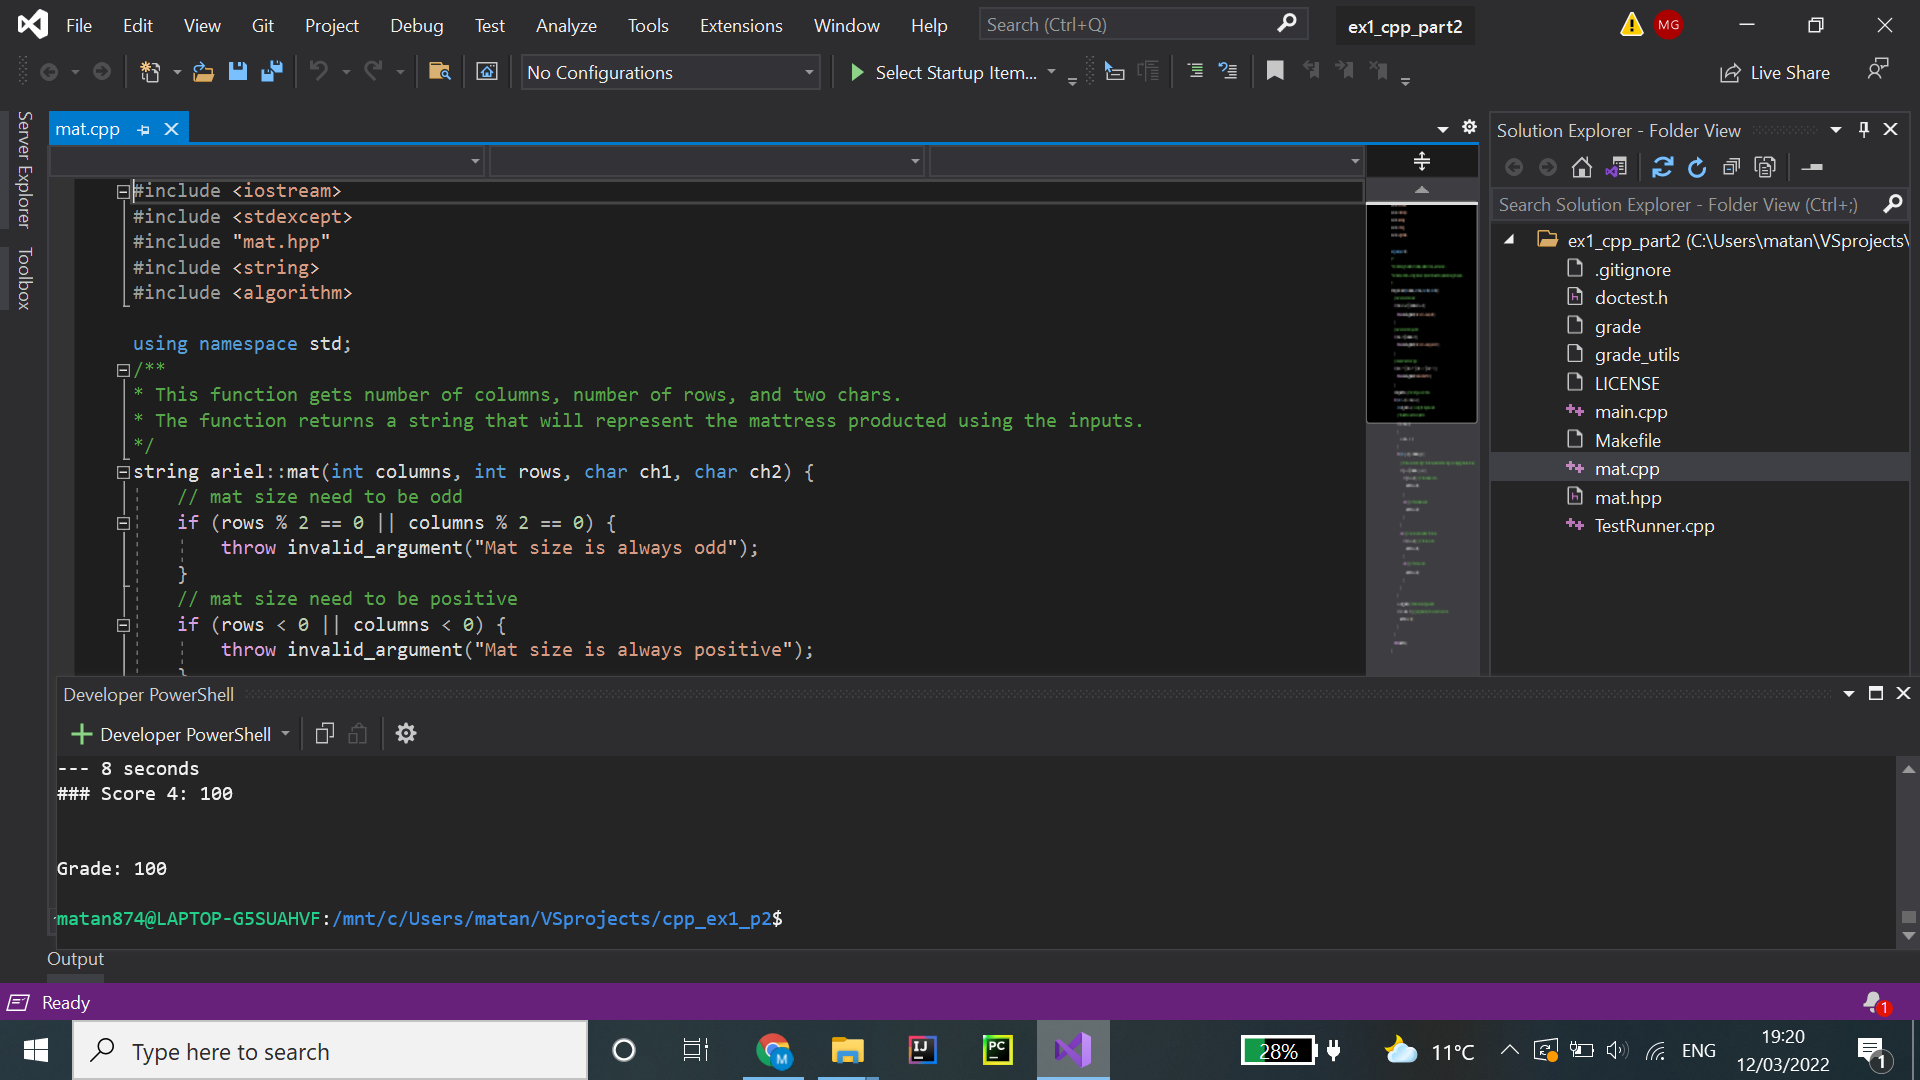 File Edit View Git Project Debug Test Analyze Tools Extensions Window Help Search (Ctrl+Q) ex1_cpp_part2 MG
No Configurations Select Startup Item... Live Share
Server Explorer
Toolbox
mat.cpp
#include <iostream>
#include <stdexcept>
#include "mat.hpp"
#include <string>
#include <algorithm>
using namespace std;
/**
* This function gets number of columns, number of rows, and two chars.
* The function returns a string that will represent the mattress producted using the inputs.
*/
string ariel::mat(int columns, int rows, char ch1, char ch2) {
// mat size need to be odd
if (rows % 2 == 0 || columns % 2 == 0) {
throw invalid_argument("Mat size is always odd");
}
// mat size need to be positive
if (rows < 0 || columns < 0) {
throw invalid_argument("Mat size is always positive");
Solution Explorer - Folder View
Search Solution Explorer - Folder View (Ctrl+;)
ex1_cpp_part2 (C:\Users\matan\VSprojects\
.gitignore
doctest.h
grade
grade_utils
LICENSE
main.cpp
Makefile
mat.cpp
mat.hpp
TestRunner.cpp
Developer PowerShell
Developer PowerShell
--- 8 seconds
### Score 4: 100
Grade: 100
matan874@LAPTOP-G5SUAHVF:/mnt/c/Users/matan/VSprojects/cpp_ex1_p2$
Output
Ready 1
Type here to search M IJ PC 28% 11°C ENG 19:20
12/03/2022 1